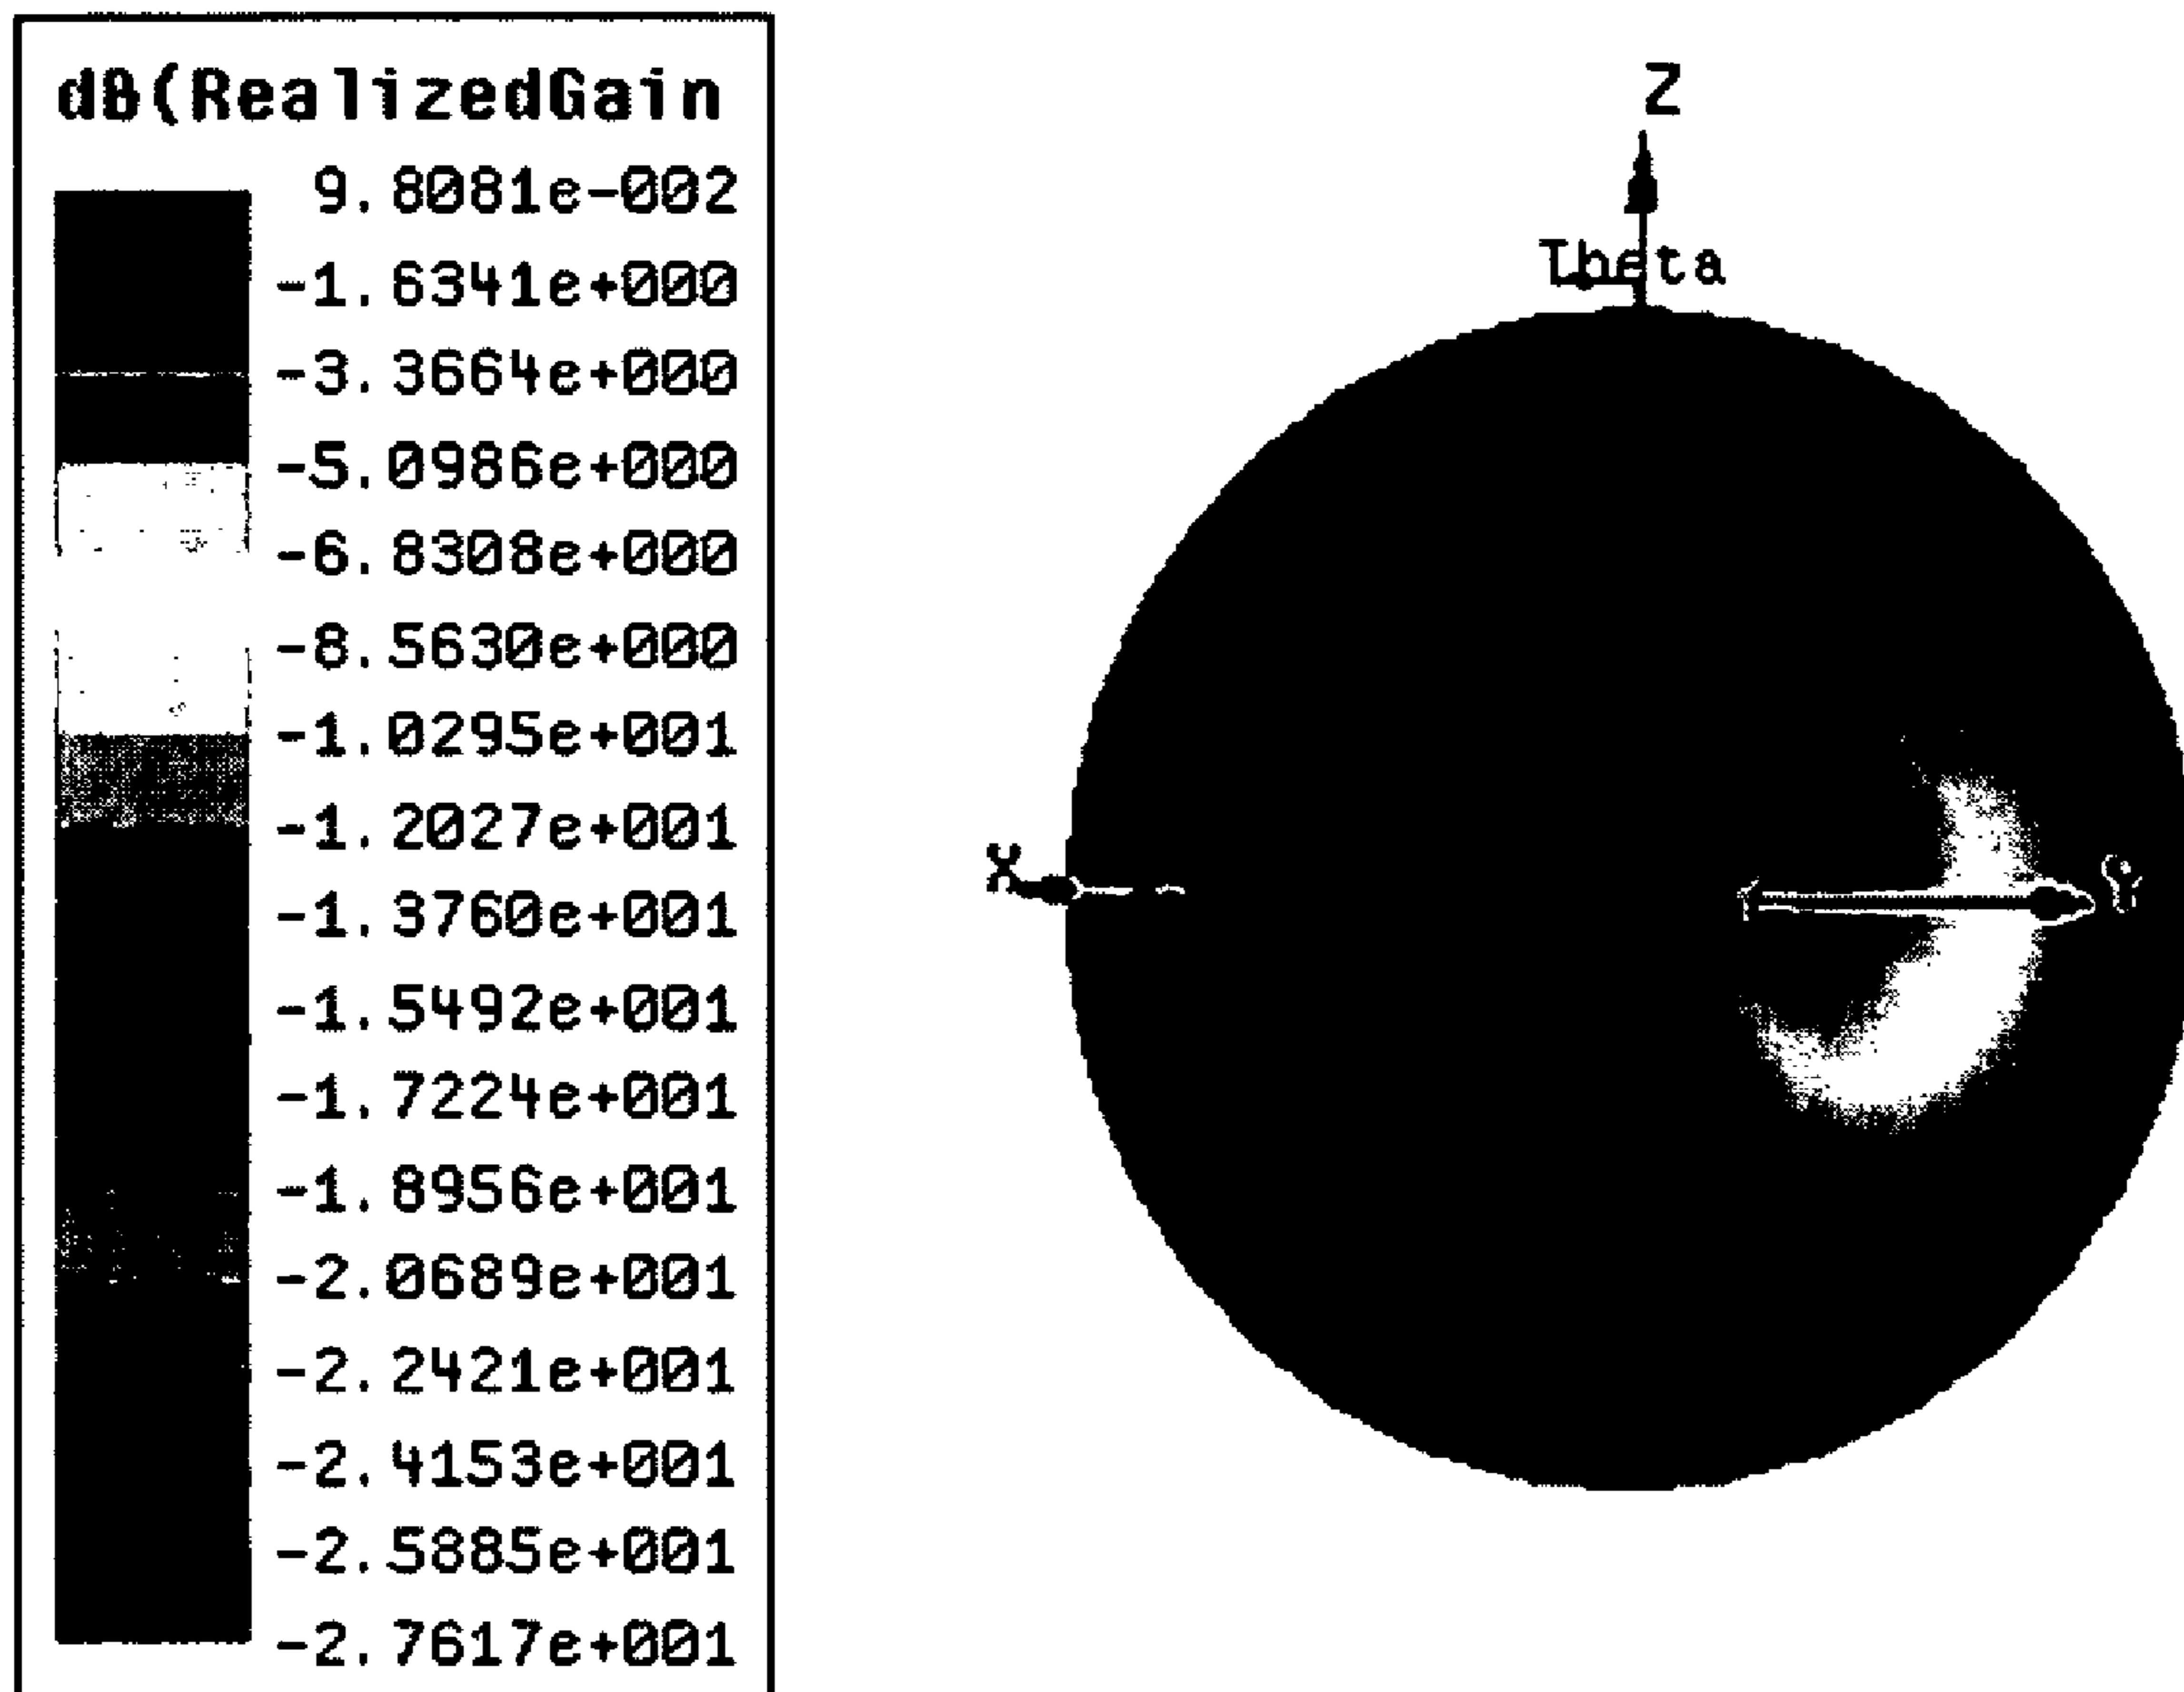 dB(RealizedGain
9.8081e-002
-1.6341e+000
-3.3664e+000
-5.0986e+000
-6.8308e+000
-8.5630e+000
-1.0295e+001
-1.2027e+001
-1.3760e+001
-1.5492e+001
-1.7224e+001
-1.8956e+001
-2.0689e+001
-2.2421e+001
-2.4153e+001
-2.5885e+001
-2.7617e+001
Z
Theta
X